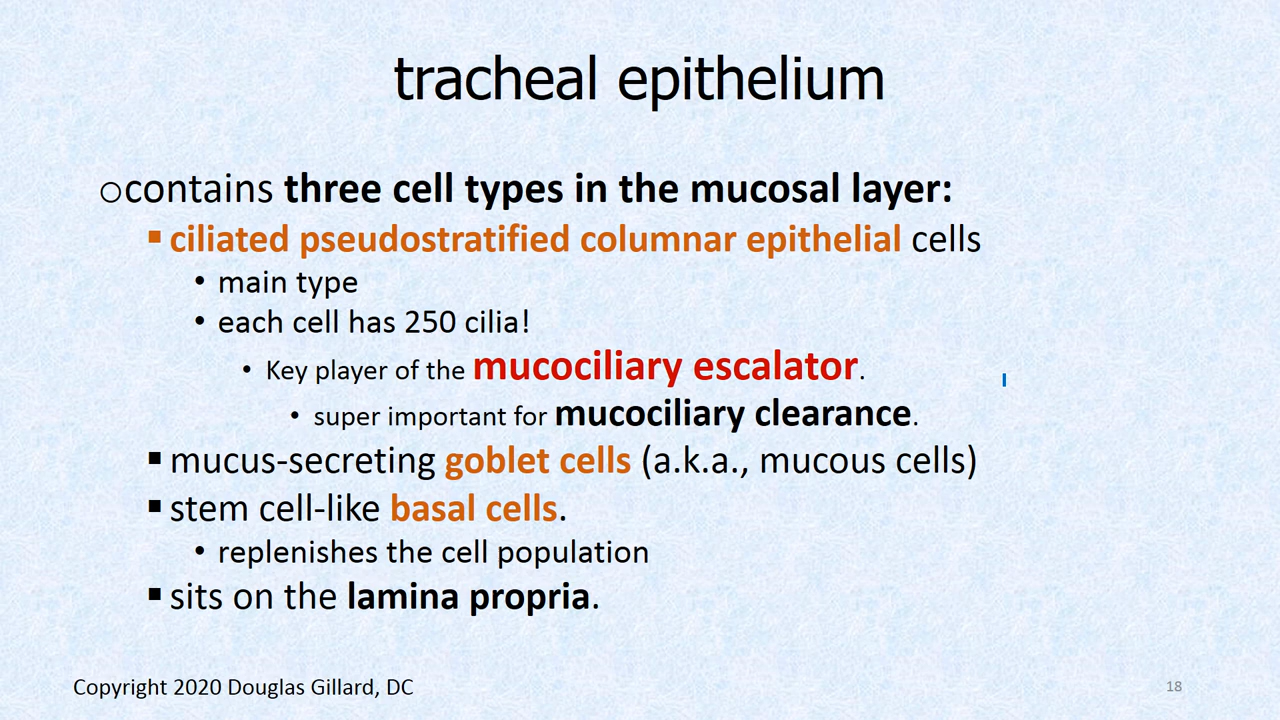 tracheal epithelium
○contains three cell types in the mucosal layer:
▪ciliated pseudostratified columnar epithelial cells
• main type
• each cell has 250 cilia!
• Key player of the mucociliary escalator.
• super important for mucociliary clearance.
▪mucus-secreting goblet cells (a.k.a., mucous cells)
▪stem cell-like basal cells.
• replenishes the cell population
▪sits on the lamina propria.
Copyright 2020 Douglas Gillard, DC
18